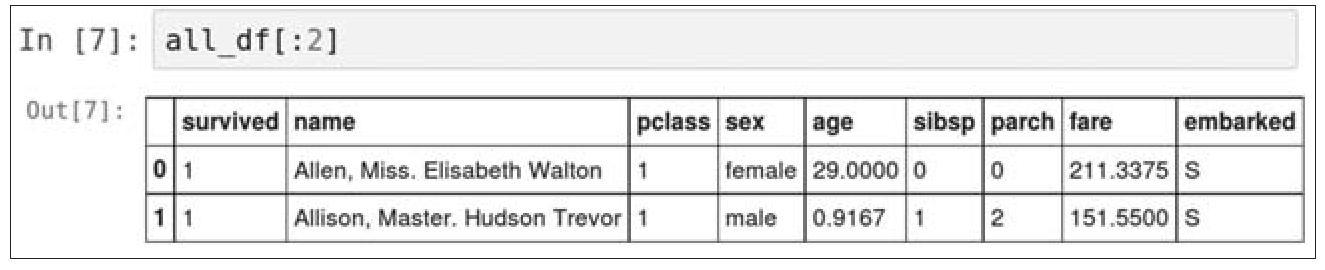 In [7]: all_df[:2]
Out[7]:
survived name pclass sex age sibsp parch fare embarked
0 1 Allen, Miss. Elisabeth Walton 1 female 29.0000 0 0 211.3375 S
1 1 Allison, Master. Hudson Trevor 1 male 0.9167 1 2 151.5500 S